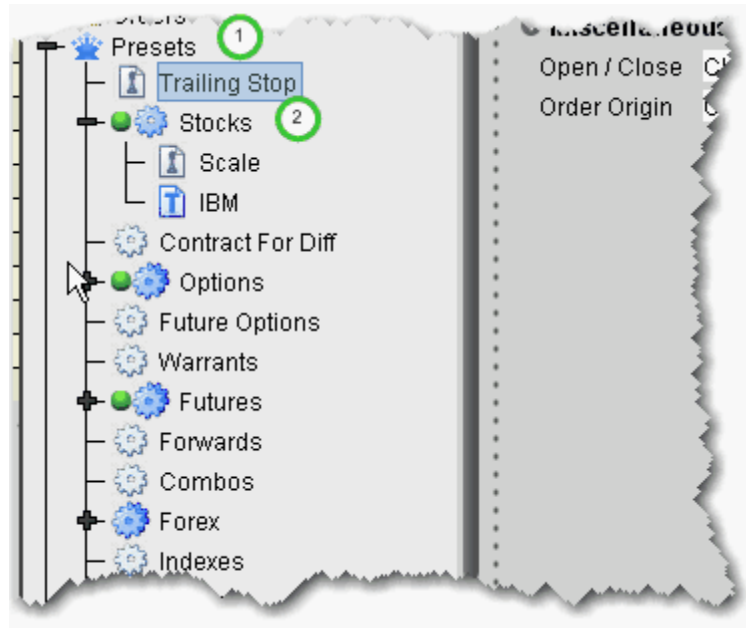 Presets
1
Trailing Stop
Stocks
2
Scale
IBM
Contract For Diff
Options
Future Options
Warrants
Futures
Forwards
Combos
Forex
Indexes
Miscellaneous
Open / Close
Order Origin